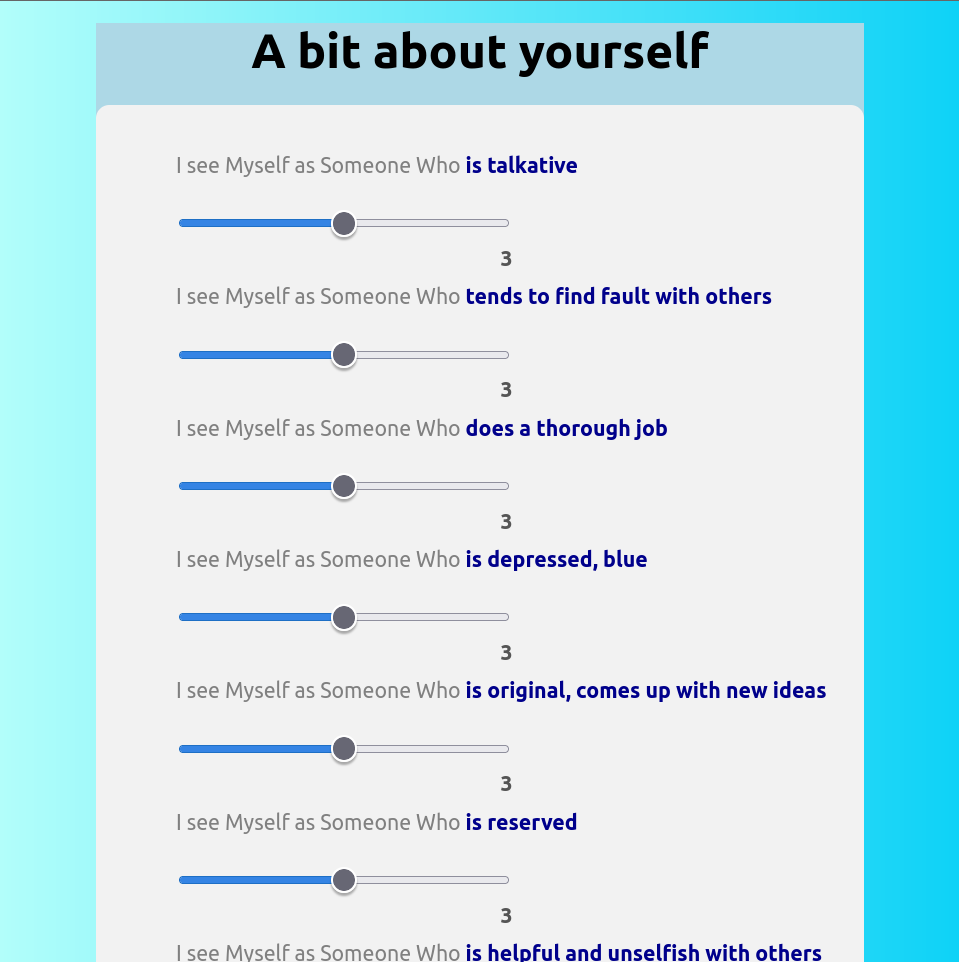 A bit about yourself
I see Myself as Someone Who is talkative
3
I see Myself as Someone Who tends to find fault with others
3
I see Myself as Someone Who does a thorough job
3
I see Myself as Someone Who is depressed, blue
3
I see Myself as Someone Who is original, comes up with new ideas
3
I see Myself as Someone Who is reserved
3
I see Myself as Someone Who is helpful and unselfish with others